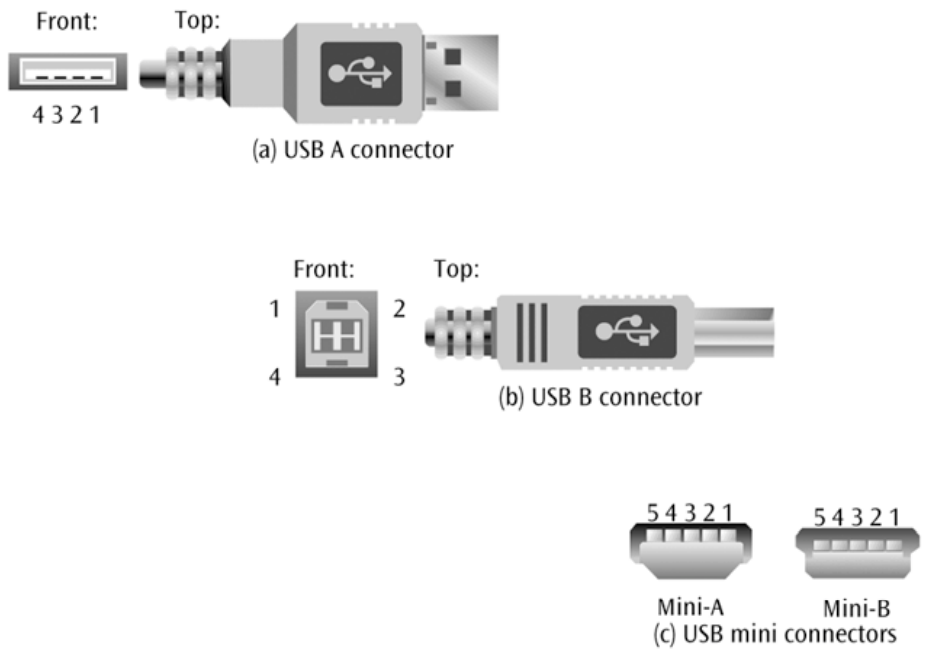 Front: Top:
4 3 2 1
(a) USB A connector
Front: Top:
1 2
4 3
(b) USB B connector
5 4 3 2 1 5 4 3 2 1
Mini-A Mini-B
(c) USB mini connectors